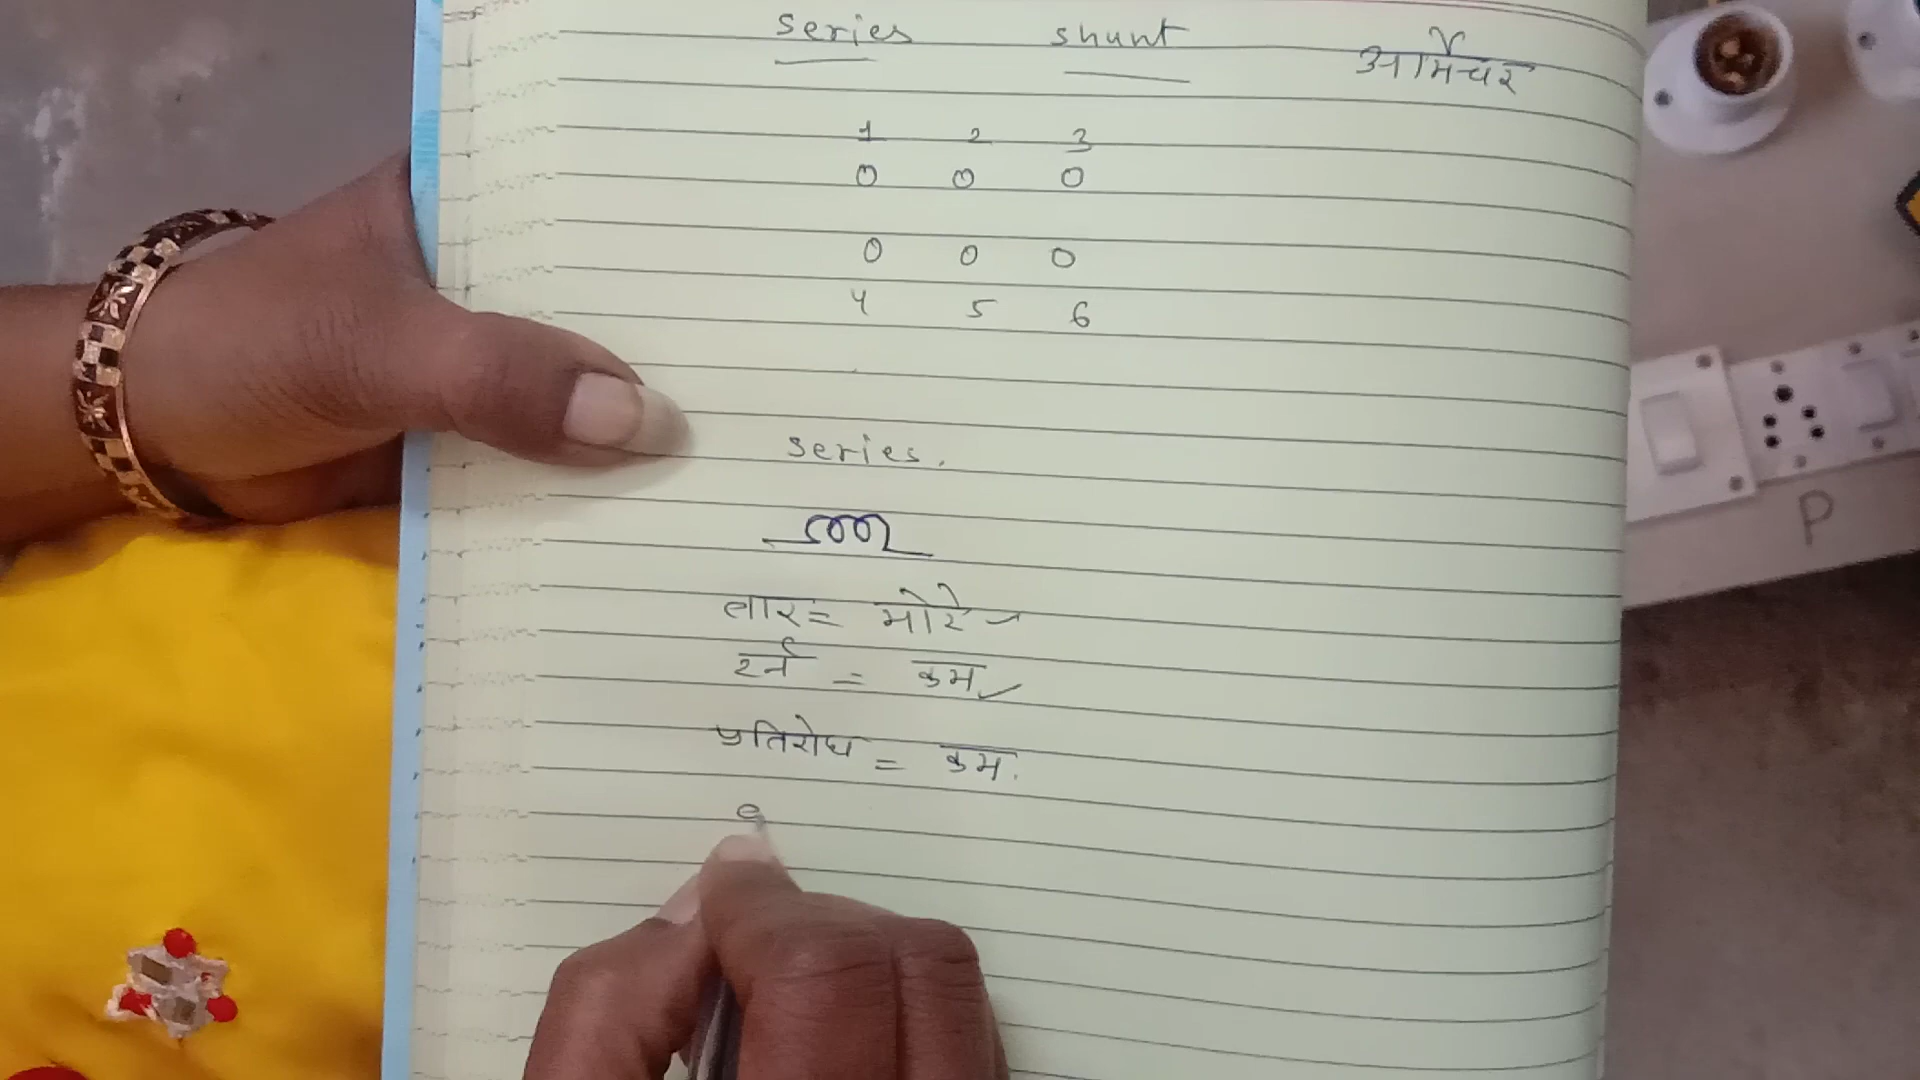 series shunt आर्मेचर
1 2 3
0 0 0
0 0 0
4 5 6
series.
तार = मोटे
टर्न = कम
प्रतिरोध = कम.
P